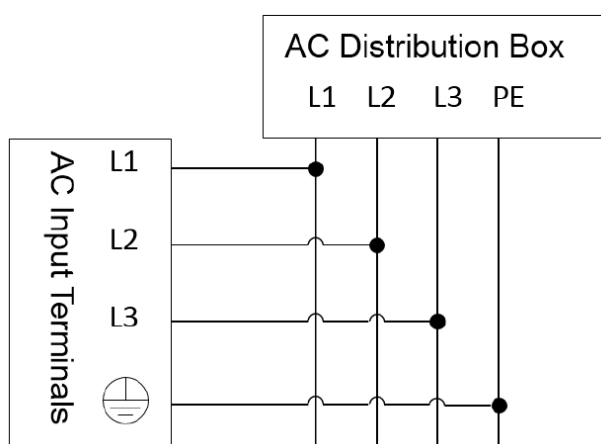 AC Distribution Box
L1 L2 L3 PE
AC Input Terminals
L1
L2
L3